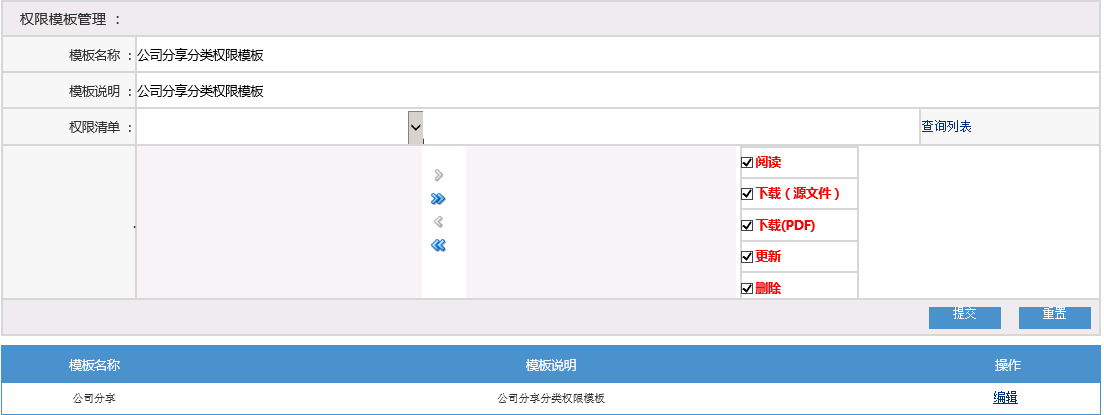 权限模板管理 ：
模板名称 ：公司分享分类权限模板
模板说明 ：公司分享分类权限模板
权限清单 ： 查询列表
阅读
下载（源文件）
下载(PDF)
更新
删除
提交 重置
模板名称 模板说明 操作
公司分享 公司分享分类权限模板 编辑